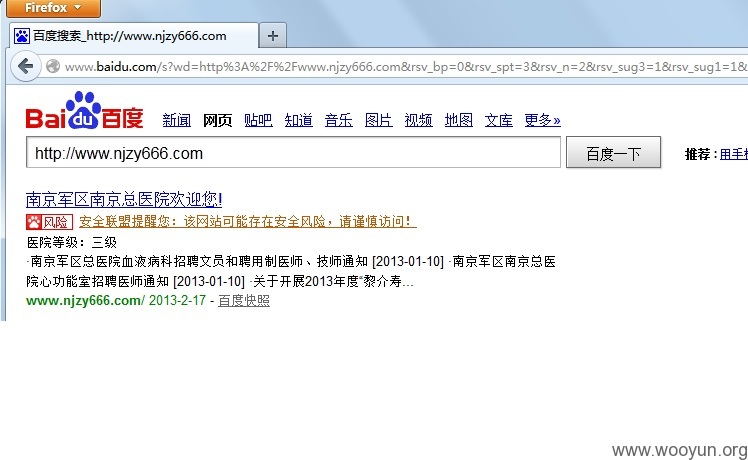 Firefox
百度搜索_http://www.njzy666.com
www.baidu.com/s?wd=http%3A%2F%2Fwww.njzy666.com&rsv_bp=0&rsv_spt=3&rsv_n=2&rsv_sug3=1&rsv_sug1=1&
Bai du 百度 新闻 网页 贴吧 知道 音乐 图片 视频 地图 文库 更多»
http://www.njzy666.com 百度一下 推荐 : 用手机
南京军区南京总医院欢迎您!
风险 安全联盟提醒您：该网站可能存在安全风险，请谨慎访问！
医院等级：三级
·南京军区总医院血液病科招聘文员和聘用制医师、技师通知 [2013-01-10] ·南京军区南京总医
院心功能室招聘医师通知 [2013-01-10] ·关于开展2013年度“黎介寿...
www.njzy666.com/ 2013-2-17 - 百度快照
www.wooyun.org